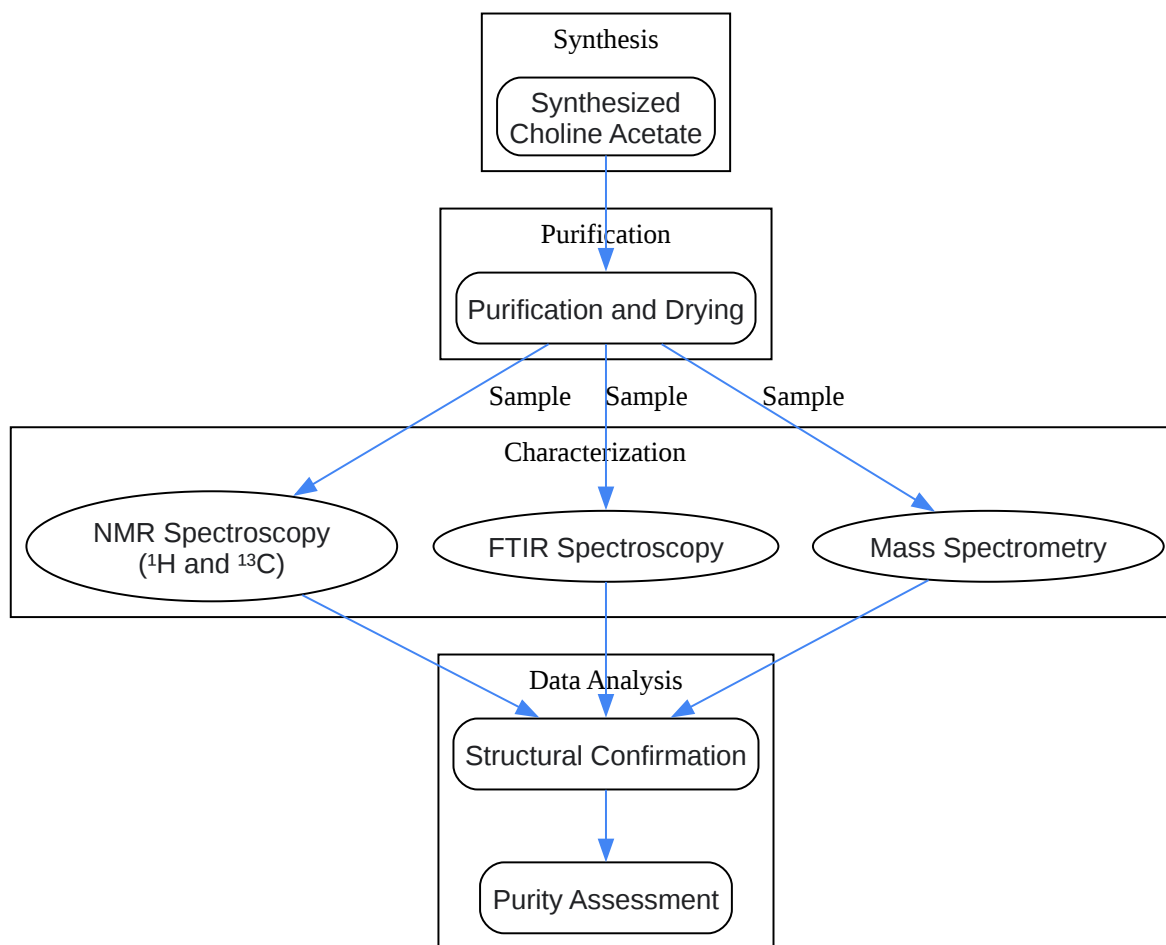 Synthesis
Synthesized
Choline Acetate
Purification
Purification and Drying
Sample
Sample
Sample
Characterization
NMR Spectroscopy
(¹H and ¹³C)
FTIR Spectroscopy
Mass Spectrometry
Data Analysis
Structural Confirmation
Purity Assessment